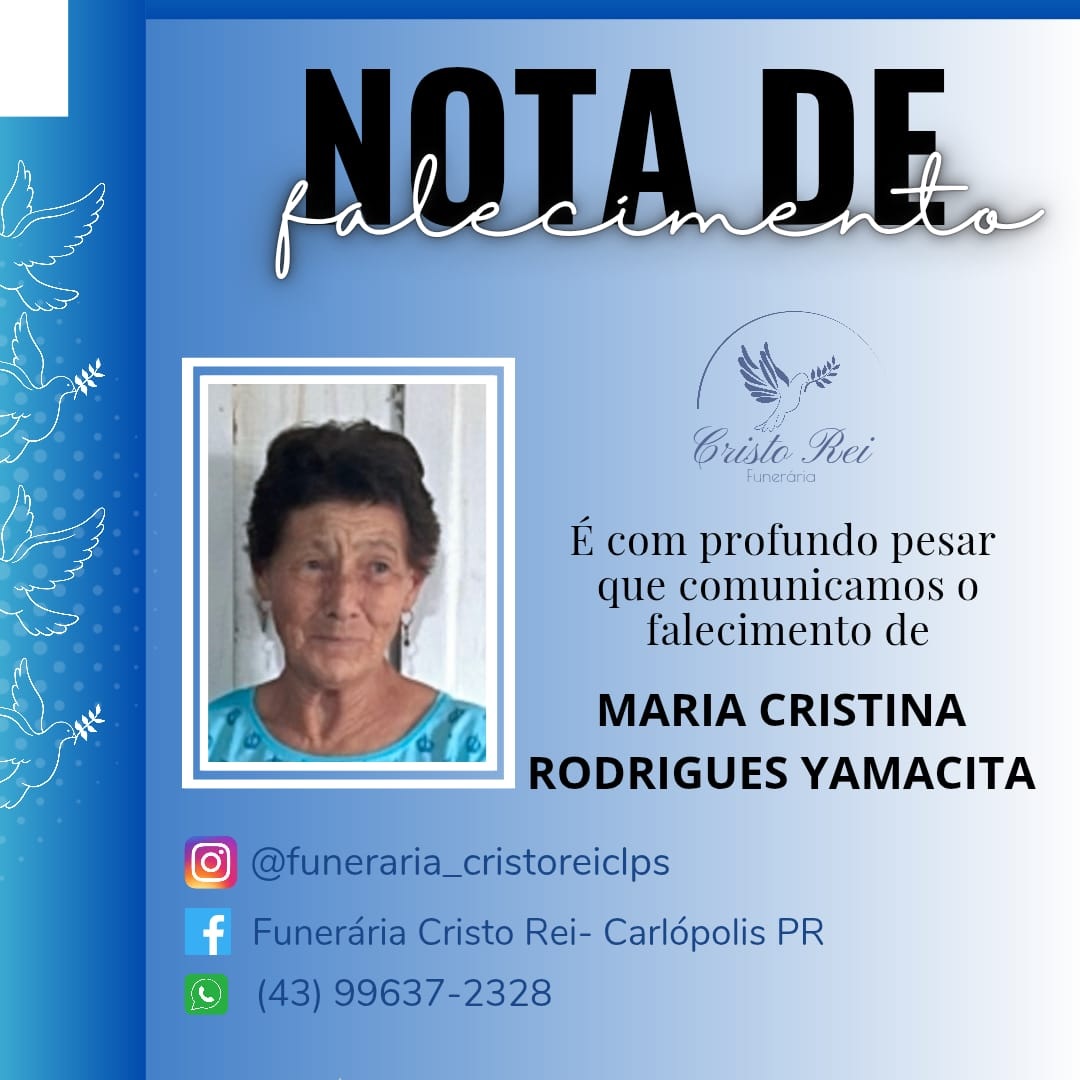 NOTA DE
falecimento
Cristo Rei
Funerária
É com profundo pesar
que comunicamos o
falecimento de
MARIA CRISTINA
RODRIGUES YAMACITA
@funeraria_cristoreiclps
Funerária Cristo Rei- Carlópolis PR
(43) 99637-2328